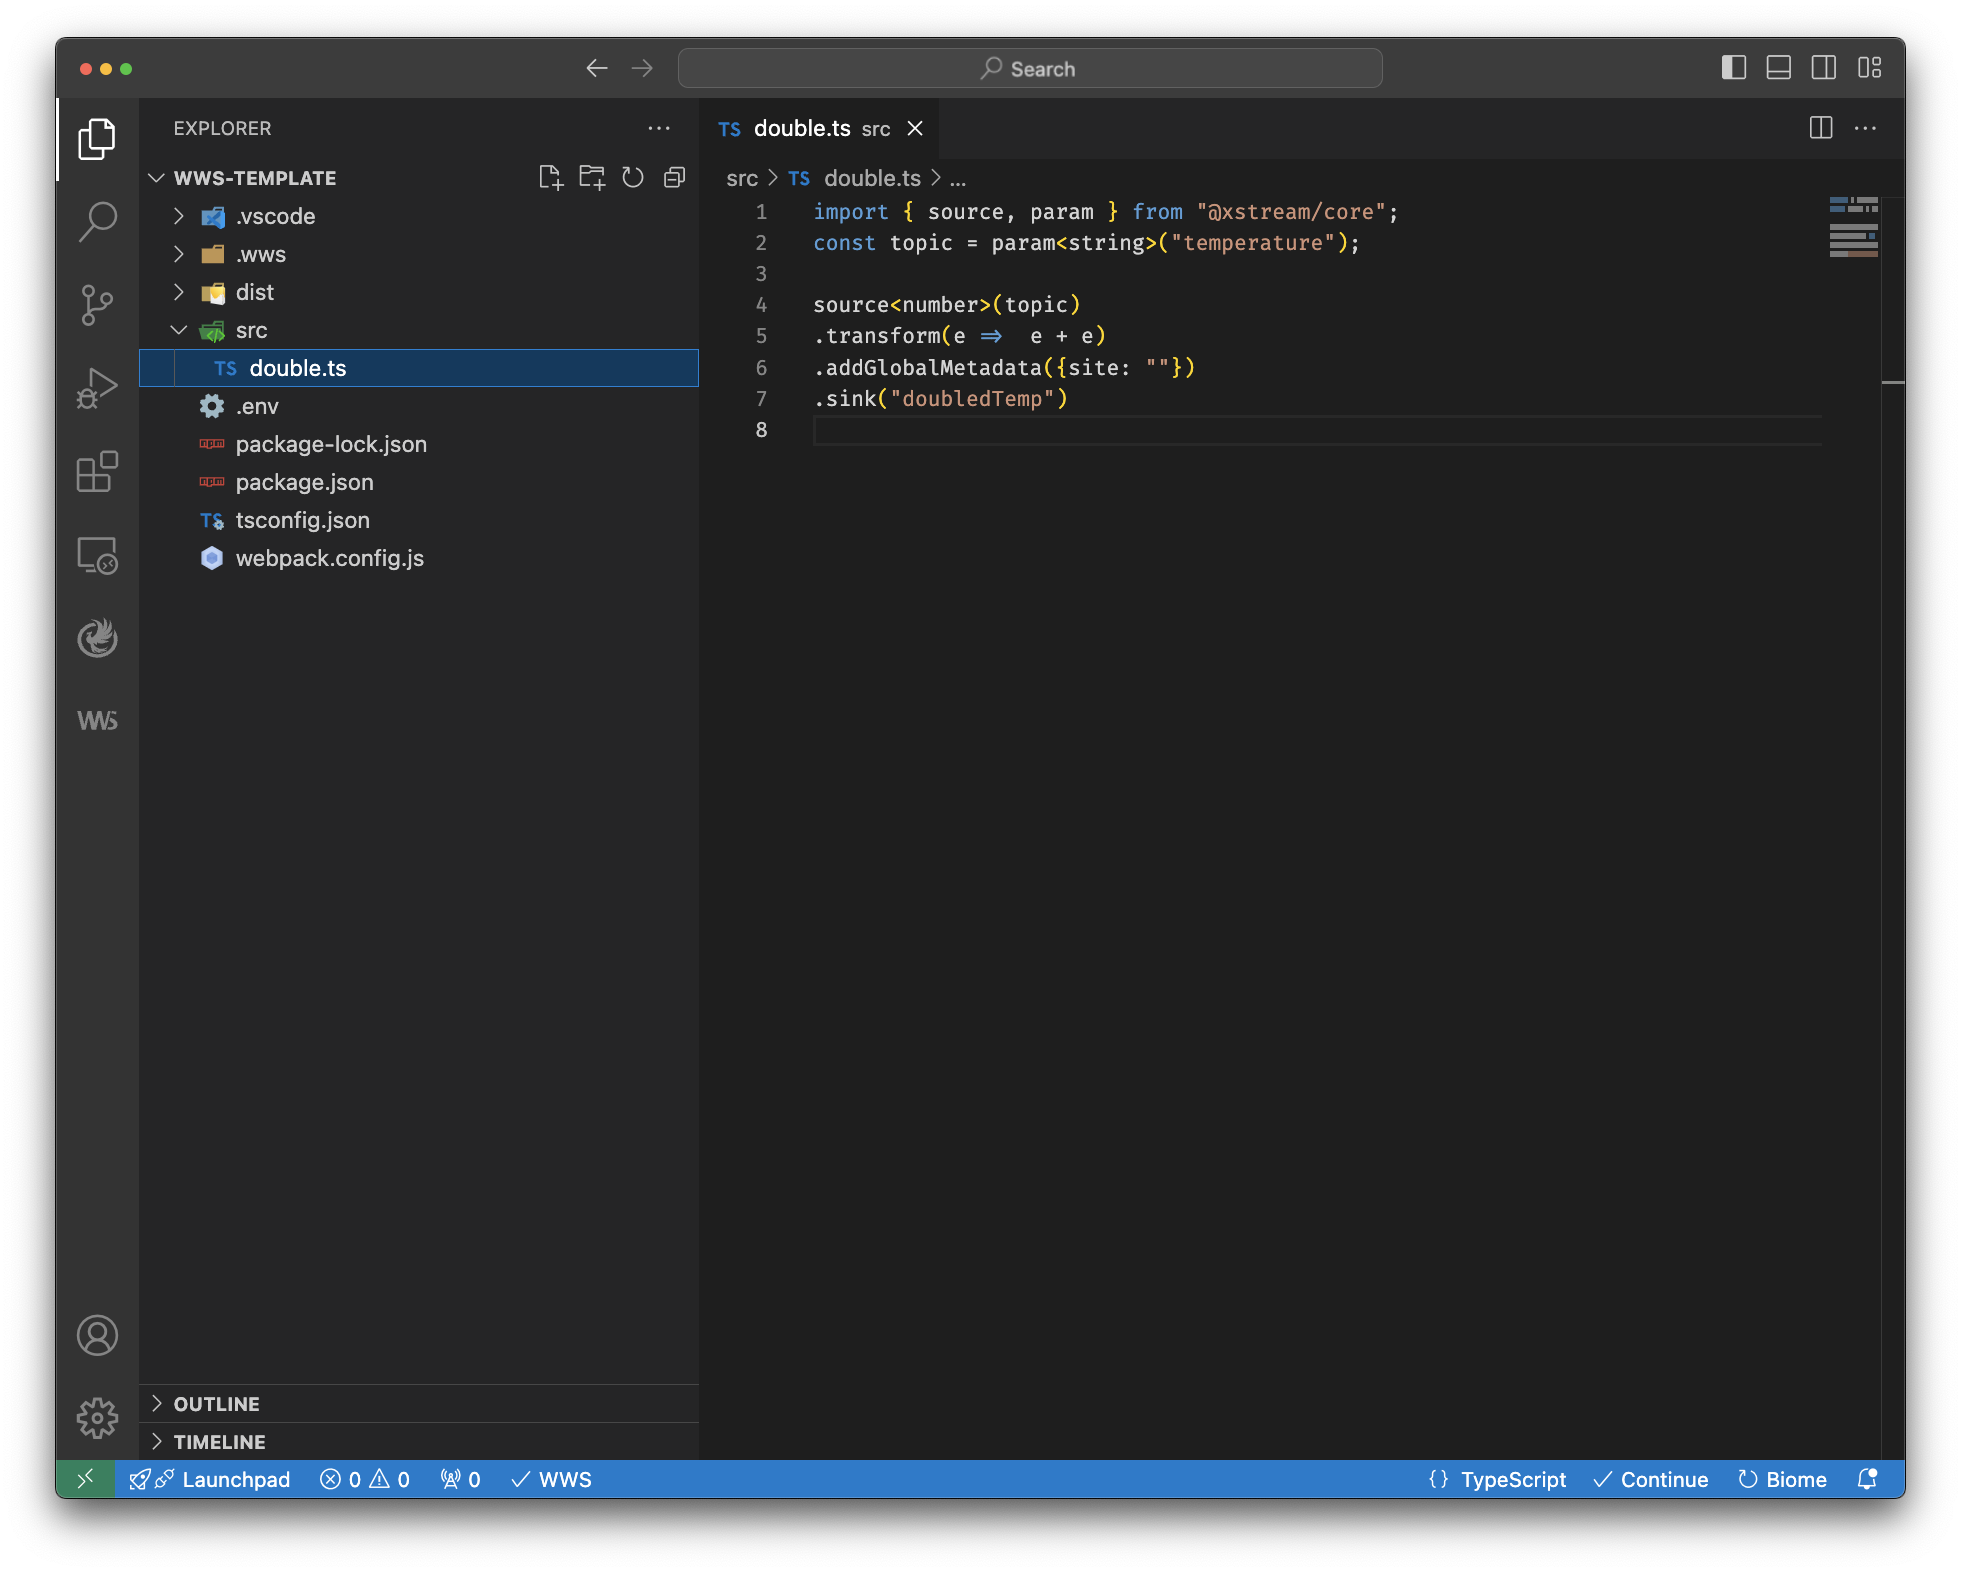 Search
EXPLORER
WWS-TEMPLATE
.vscode
.wws
dist
src
TS double.ts
.env
package-lock.json
package.json
TS tsconfig.json
webpack.config.js
WWS
OUTLINE
TIMELINE
TS double.ts src
src > TS double.ts > ...
1 import { source, param } from "@xstream/core";
2 const topic = param<string>("temperature");
3
4 source<number>(topic)
5 .transform(e => e + e)
6 .addGlobalMetadata({site: ""})
7 .sink("doubledTemp")
8
Launchpad 0 0 0 WWS {} TypeScript Continue Biome